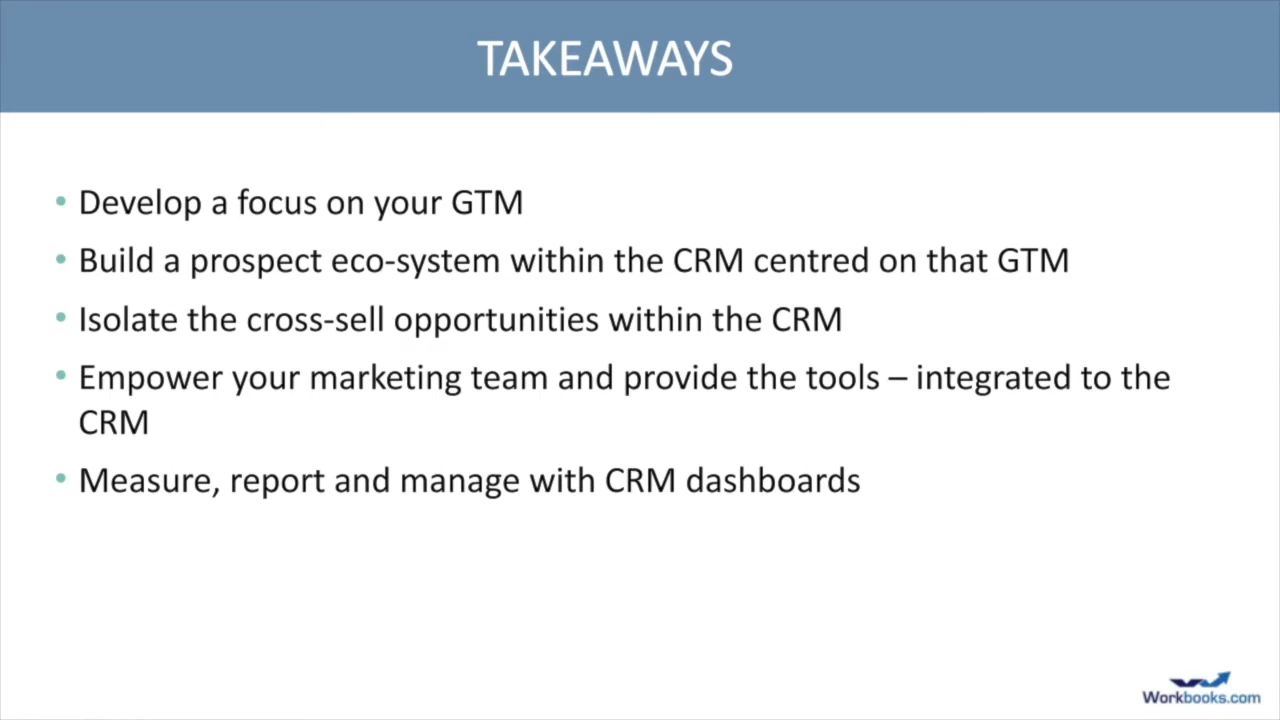 TAKEAWAYS
• Develop a focus on your GTM
• Build a prospect eco-system within the CRM centred on that GTM
• Isolate the cross-sell opportunities within the CRM
• Empower your marketing team and provide the tools – integrated to the
CRM
• Measure, report and manage with CRM dashboards
Workbooks.com